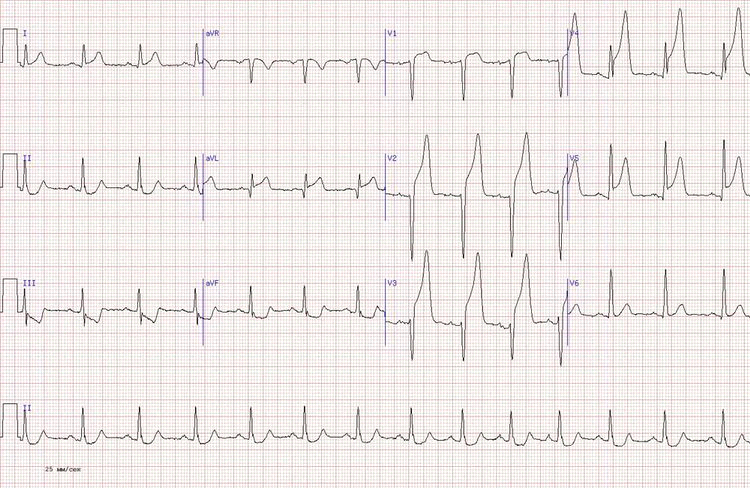 I aVR V1 V4
II aVL V2 V5
III aVF V3 V6
II
25 мм/сек